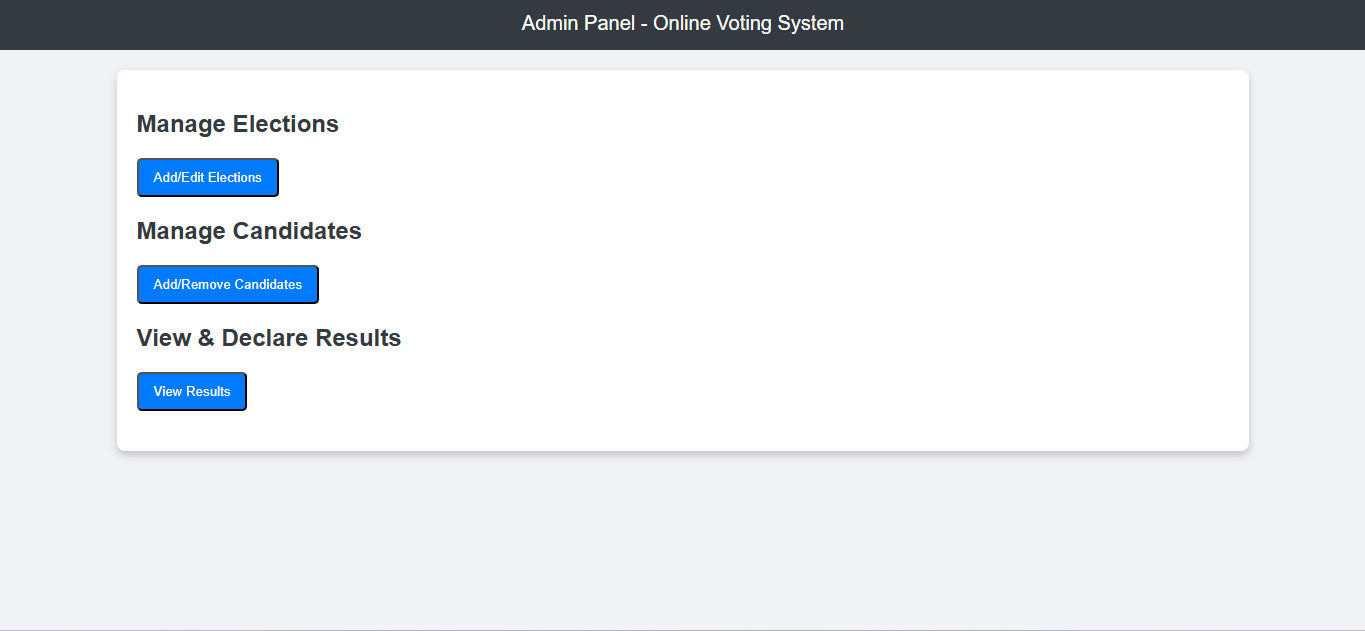 Admin Panel - Online Voting System
Manage Elections
Add/Edit Elections
Manage Candidates
Add/Remove Candidates
View & Declare Results
View Results